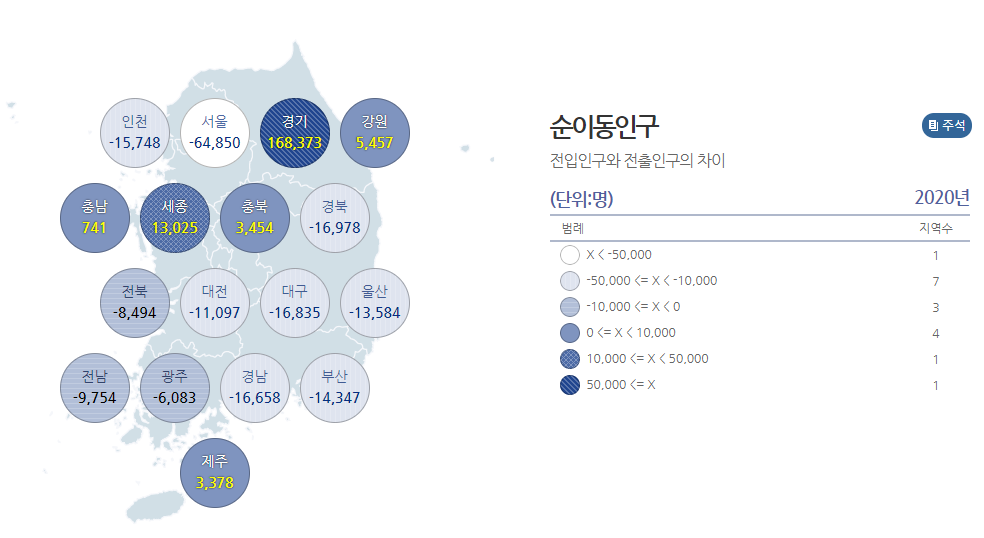 인천
-15,748
서울
-64,850
경기
168,373
강원
5,457
충남
741
세종
13,025
충북
3,454
경북
-16,978
전북
-8,494
대전
-11,097
대구
-16,835
울산
-13,584
전남
-9,754
광주
-6,083
경남
-16,658
부산
-14,347
제주
3,378
순이동인구
주석
전입인구와 전출인구의 차이
(단위:명) 2020년
범례 지역수
X < -50,000 1
-50,000 <= X < -10,000 7
-10,000 <= X < 0 3
0 <= X < 10,000 4
10,000 <= X < 50,000 1
50,000 <= X 1